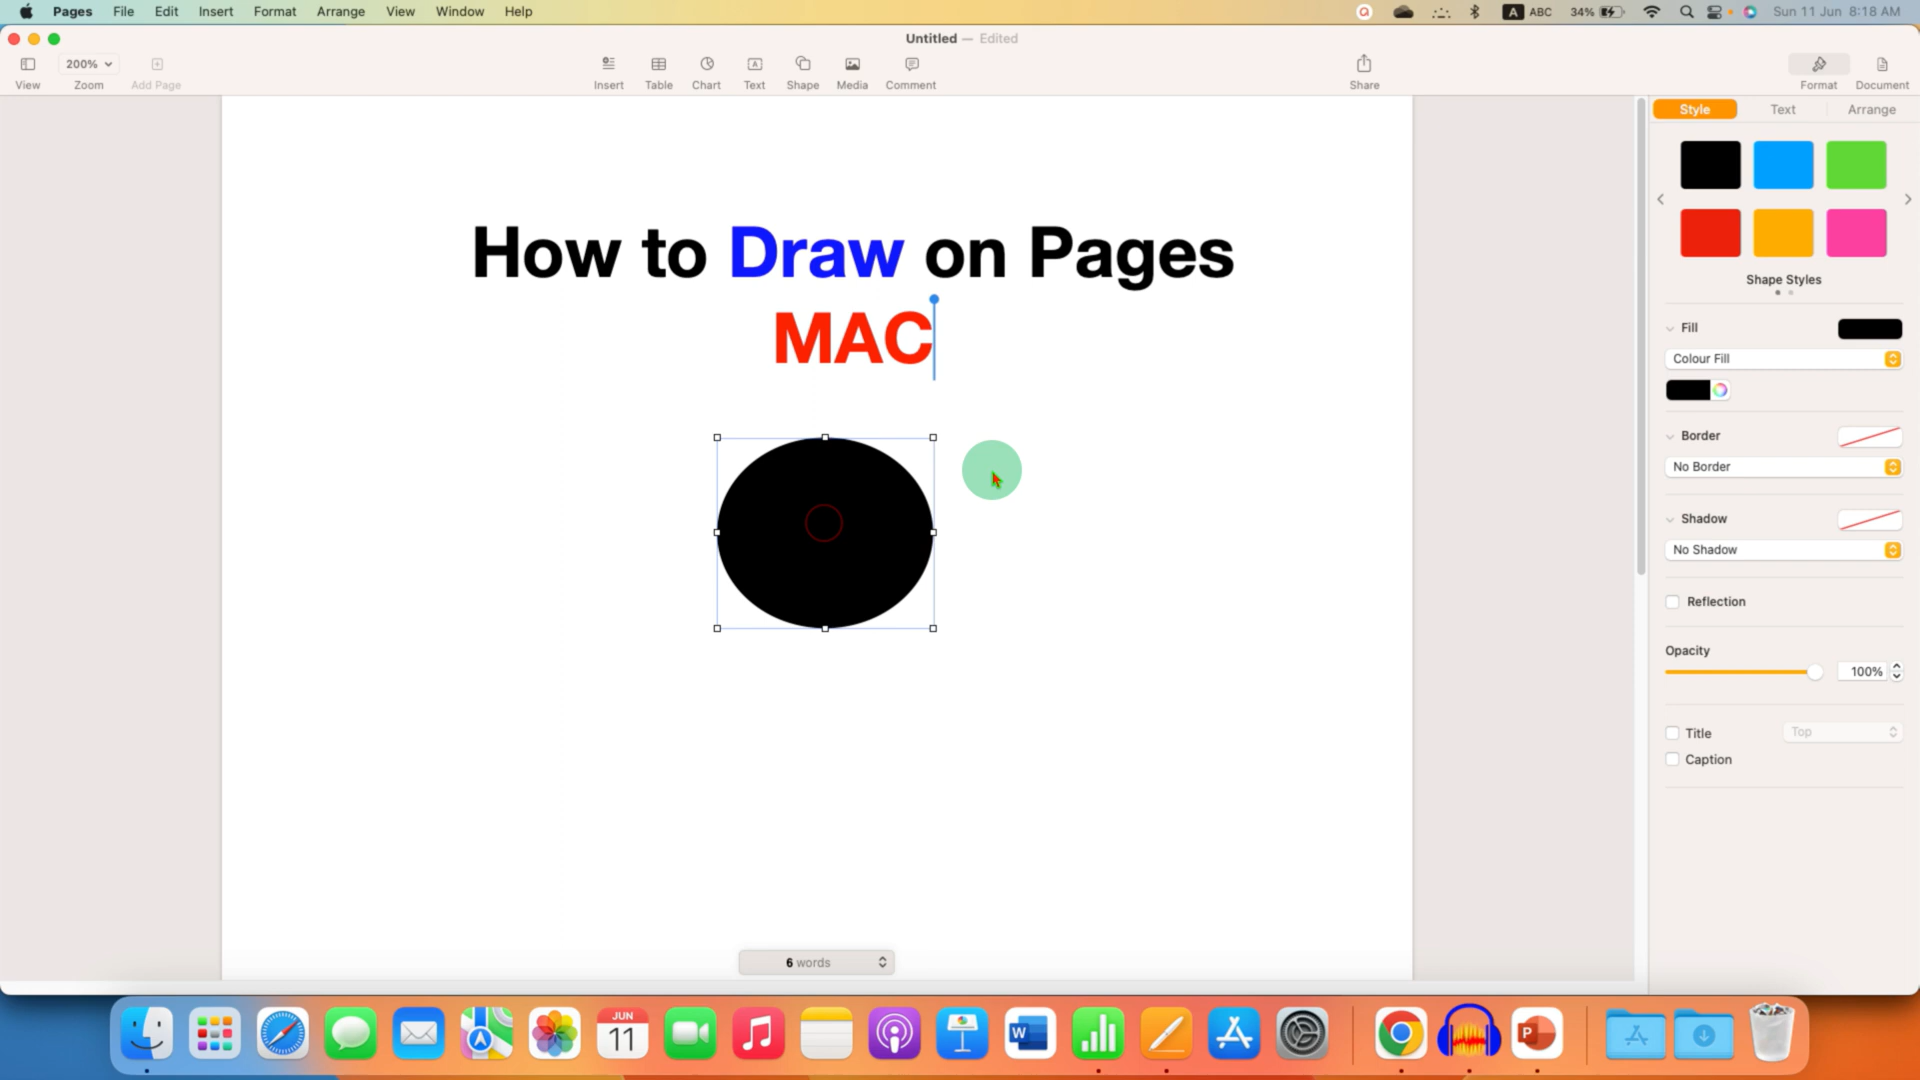 Pages File Edit Insert Format Arrange View Window Help A ABC 34% Sun 11 Jun 8:18 AM
Untitled — Edited
200%
View Zoom Add Page Insert Table Chart Text Shape Media Comment Share Format Document
Style Text Arrange
How to Draw on Pages
MAC
Shape Styles
Fill
Colour Fill
Border
No Border
Shadow
No Shadow
Reflection
Opacity
100%
Title Top
Caption
6 words
JUN
11
W
P